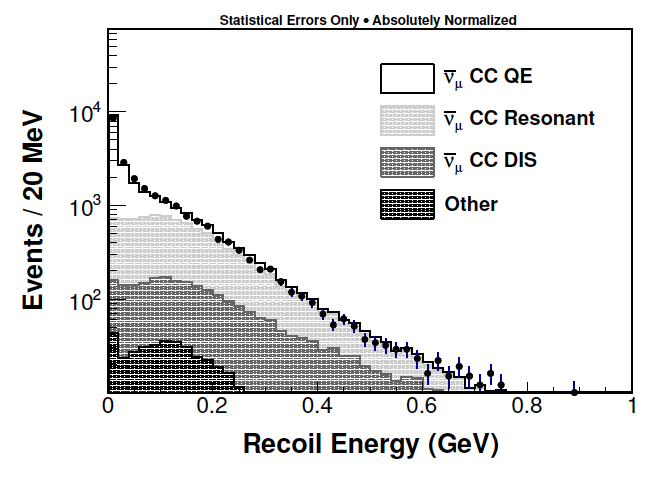 Statistical Errors Only • Absolutely Normalized
ν̅μ CC QE
ν̅μ CC Resonant
ν̅μ CC DIS
Other
Events / 20 MeV
10⁴
10³
10²
0 0.2 0.4 0.6 0.8 1
Recoil Energy (GeV)